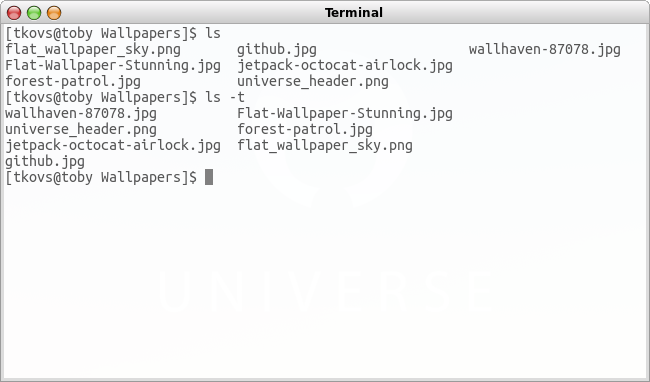 Terminal
[tkovs@toby Wallpapers]$ ls
flat_wallpaper_sky.png       github.jpg                   wallhaven-87078.jpg
Flat-Wallpaper-Stunning.jpg  jetpack-octocat-airlock.jpg
forest-patrol.jpg            universe_header.png
[tkovs@toby Wallpapers]$ ls -t
wallhaven-87078.jpg          Flat-Wallpaper-Stunning.jpg
universe_header.png          forest-patrol.jpg
jetpack-octocat-airlock.jpg  flat_wallpaper_sky.png
github.jpg
[tkovs@toby Wallpapers]$
UNIVERSE